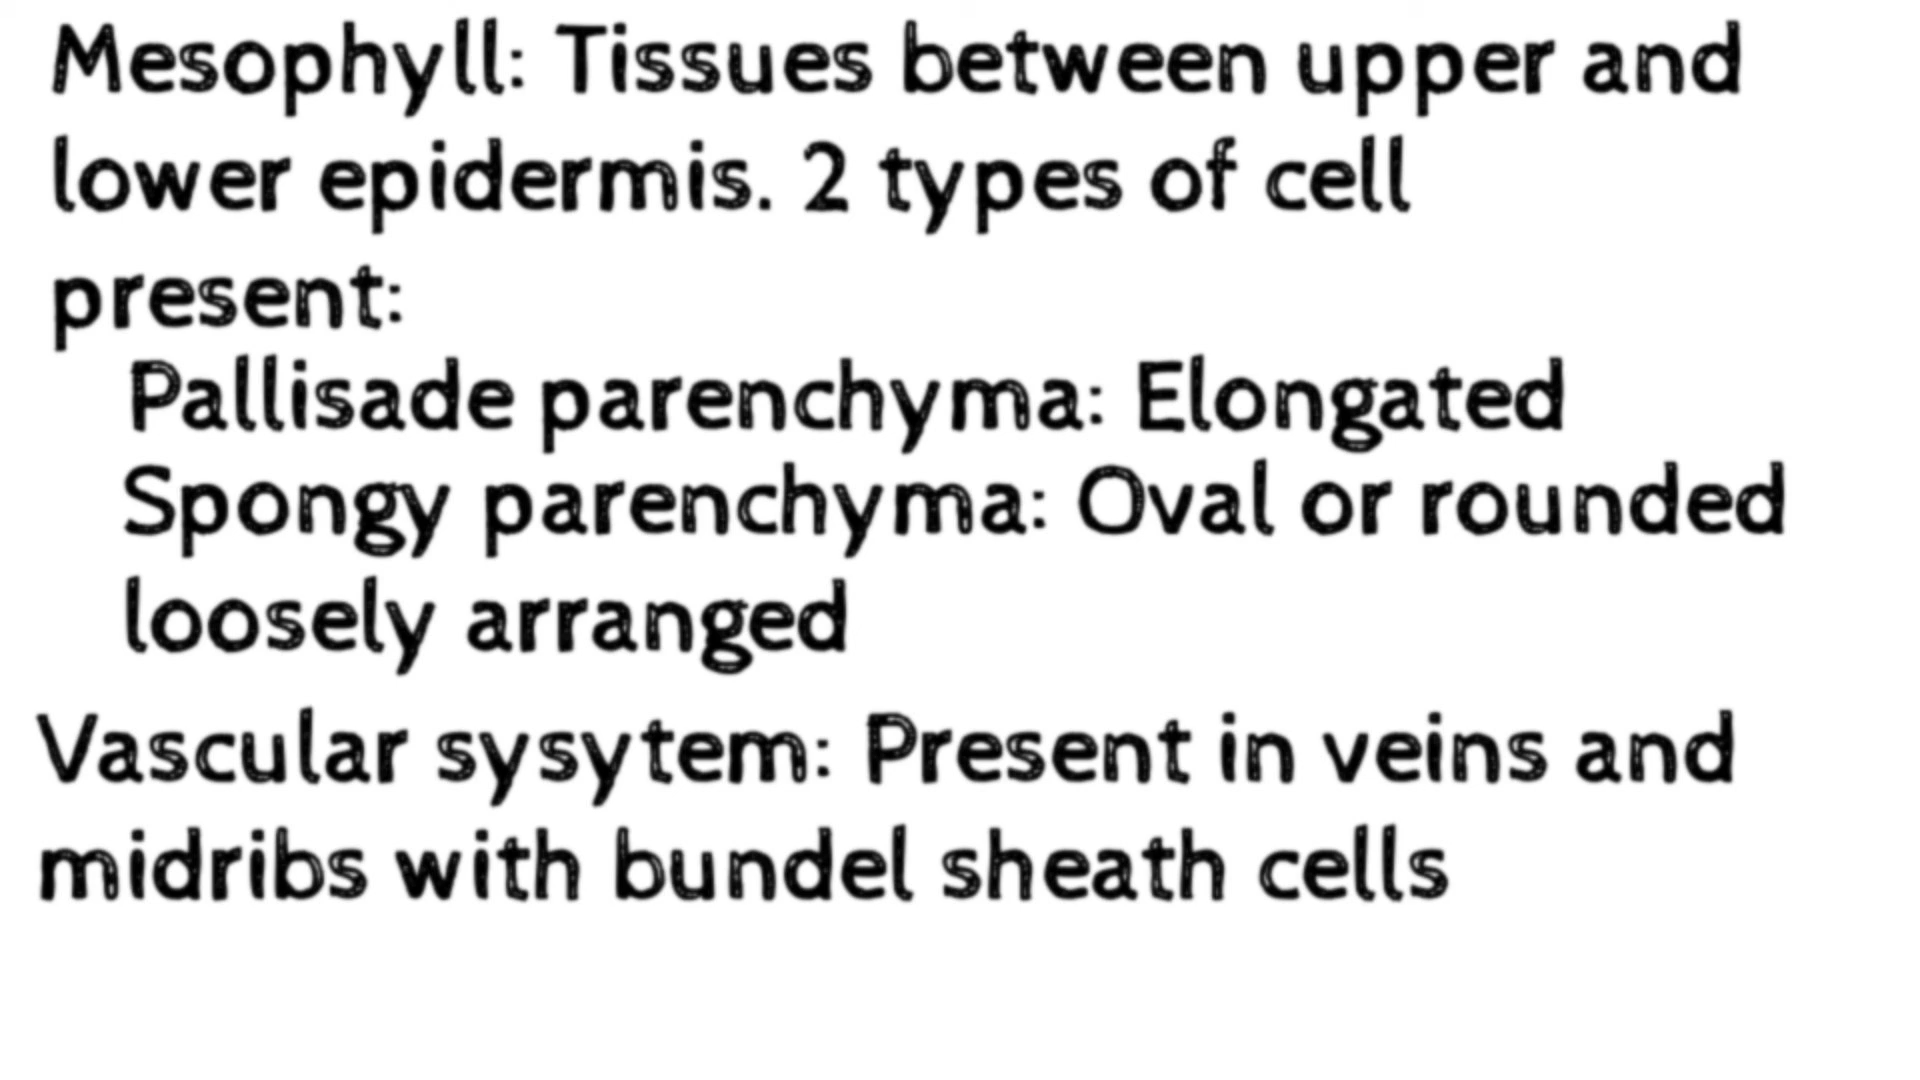 Mesophyll: Tissues between upper and
lower epidermis. 2 types of cell
present:
Pallisade parenchyma: Elongated
Spongy parenchyma: Oval or rounded
loosely arranged
Vascular sysytem: Present in veins and
midribs with bundel sheath cells